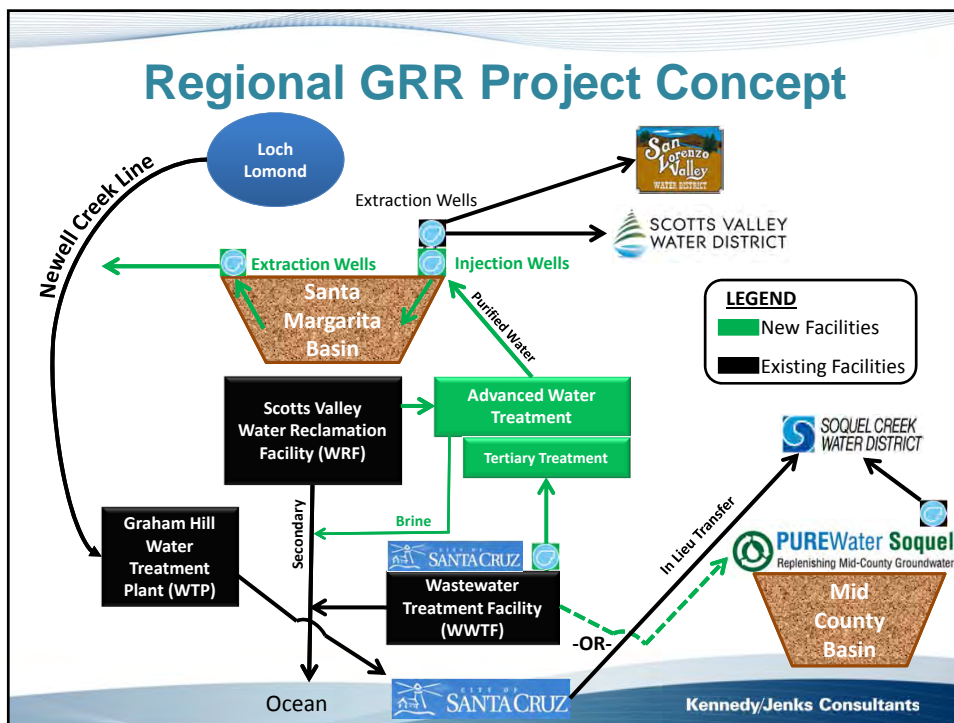 Regional GRR Project Concept
Loch
Lomond
Newell Creek Line
San
Lorenzo
Valley
WATER DISTRICT
Extraction Wells
SCOTTS VALLEY
WATER DISTRICT
Extraction Wells
Injection Wells
Santa
Margarita
Basin
Purified Water
LEGEND
New Facilities
Existing Facilities
Scotts Valley
Water Reclamation
Facility (WRF)
Advanced Water
Treatment
Tertiary Treatment
SOQUEL CREEK
WATER DISTRICT
Secondary
Brine
In Lieu Transfer
Graham Hill
Water
Treatment
Plant (WTP)
CITY OF
SANTA CRUZ
Wastewater
Treatment Facility
(WWTF)
PUREWater Soquel
Replenishing Mid-County Groundwater
-OR-
Mid
County
Basin
Ocean
CITY OF
SANTA CRUZ
Kennedy/Jenks Consultants